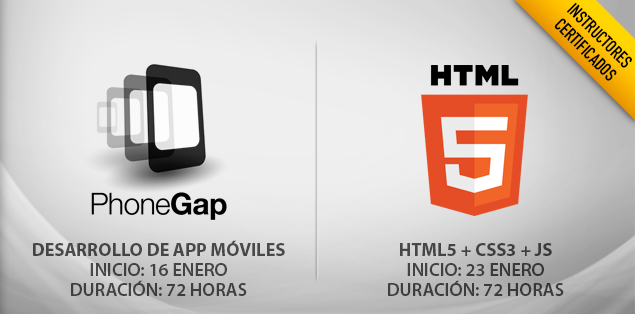 INSTRUCTORES
CERTIFICADOS
PhoneGap
DESARROLLO DE APP MÓVILES
INICIO: 16 ENERO
DURACIÓN: 72 HORAS
HTML
5
HTML5 + CSS3 + JS
INICIO: 23 ENERO
DURACIÓN: 72 HORAS